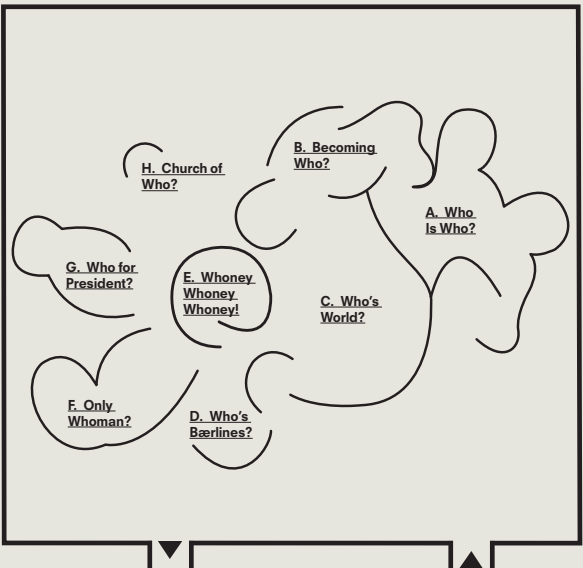 B. Becoming
Who?
H. Church of
Who?
A. Who
Is Who?
G. Who for
President?
E. Whoney
Whoney
Whoney!
C. Who's
World?
F. Only
Whoman?
D. Who's
Bærlines?